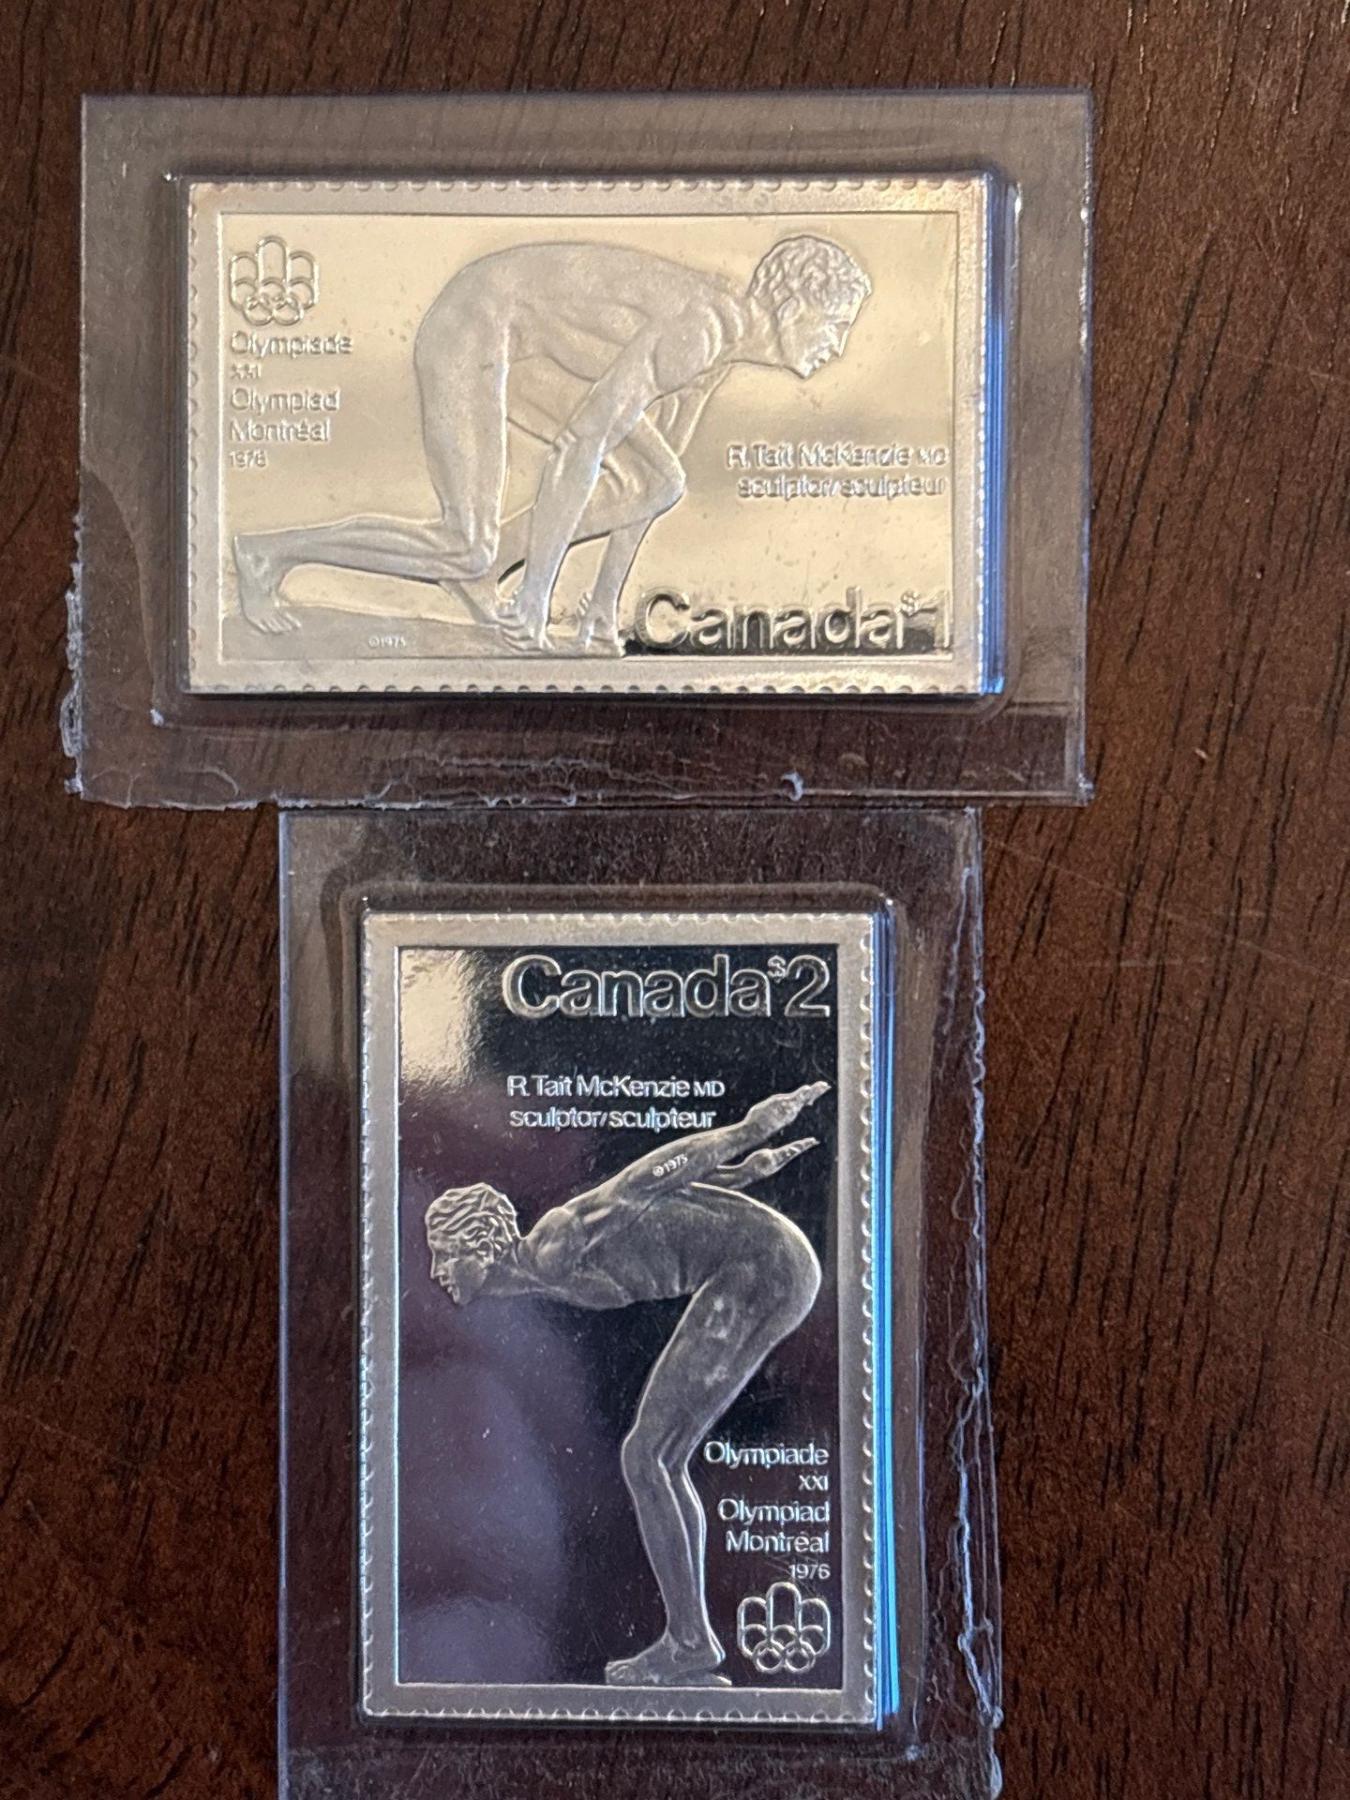 Olympiade
XXI
Olympiad
Montréal
1976
R. Tait McKenzie MD
sculptor/sculpteur
©1975
Canada $1
Canada $2
R. Tait McKenzie MD
sculptor/sculpteur
©1975
Olympiade
XXI
Olympiad
Montréal
1976